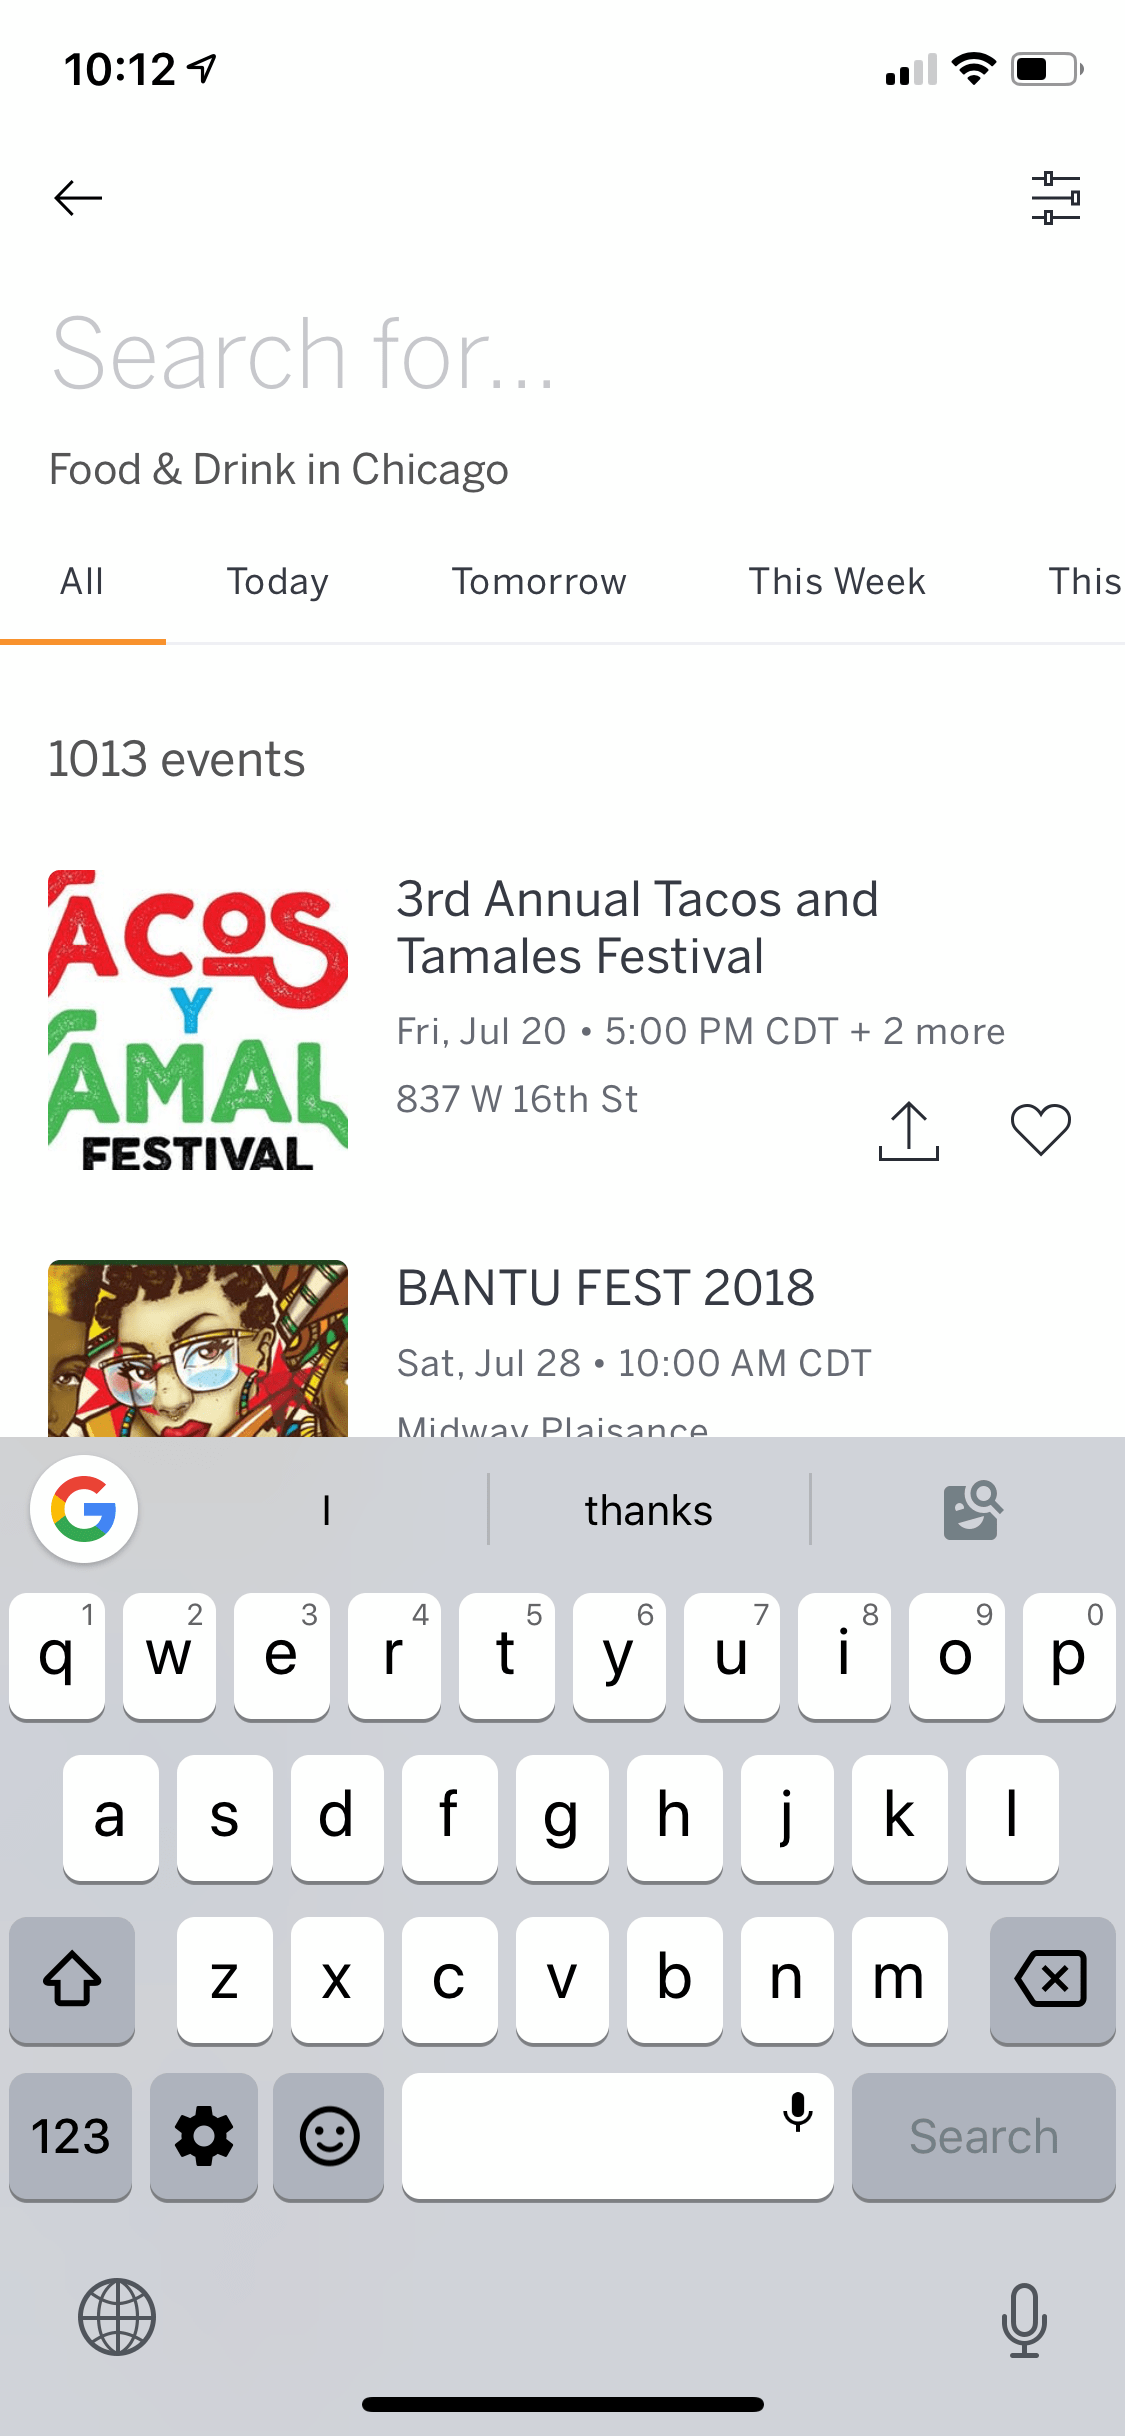 10:12
Search for...
Food & Drink in Chicago
All Today Tomorrow This Week This
1013 events
ACOS
Y
AMAL
FESTIVAL
3rd Annual Tacos and
Tamales Festival
Fri, Jul 20 • 5:00 PM CDT + 2 more
837 W 16th St
BANTU FEST 2018
Sat, Jul 28 • 10:00 AM CDT
Midway Plaisance
G I thanks
1 2 3 4 5 6 7 8 9 0
q w e r t y u i o p
a s d f g h j k l
z x c v b n m
123 Search